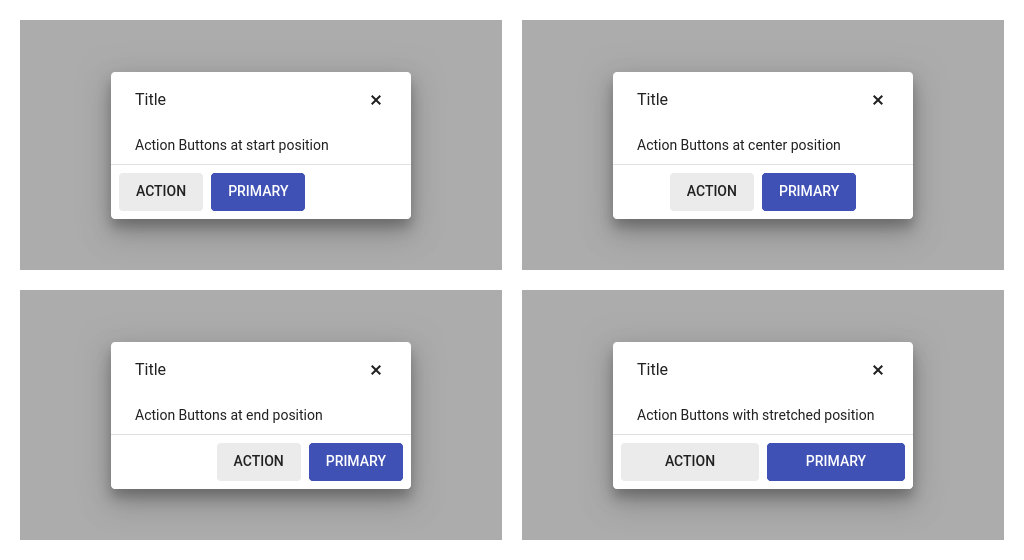 Title ✕
Action Buttons at start position
ACTION PRIMARY
Title ✕
Action Buttons at center position
ACTION PRIMARY
Title ✕
Action Buttons at end position
ACTION PRIMARY
Title ✕
Action Buttons with stretched position
ACTION PRIMARY